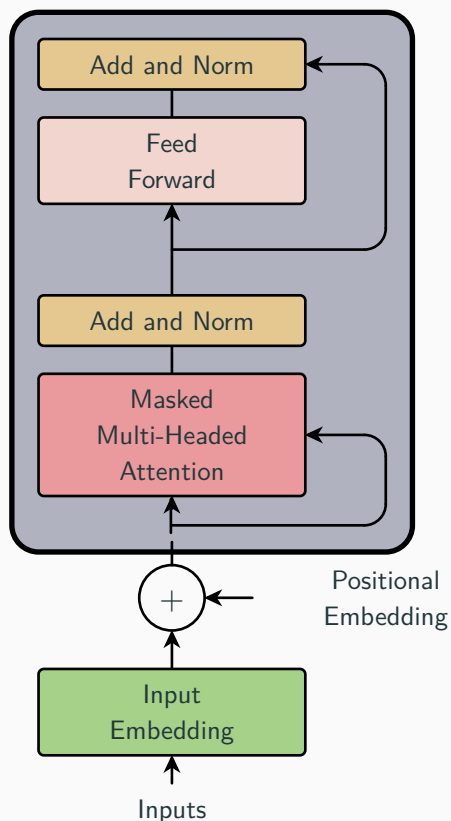 Add and Norm
Feed
Forward
Add and Norm
Masked
Multi-Headed
Attention
+
Positional
Embedding
Input
Embedding
Inputs